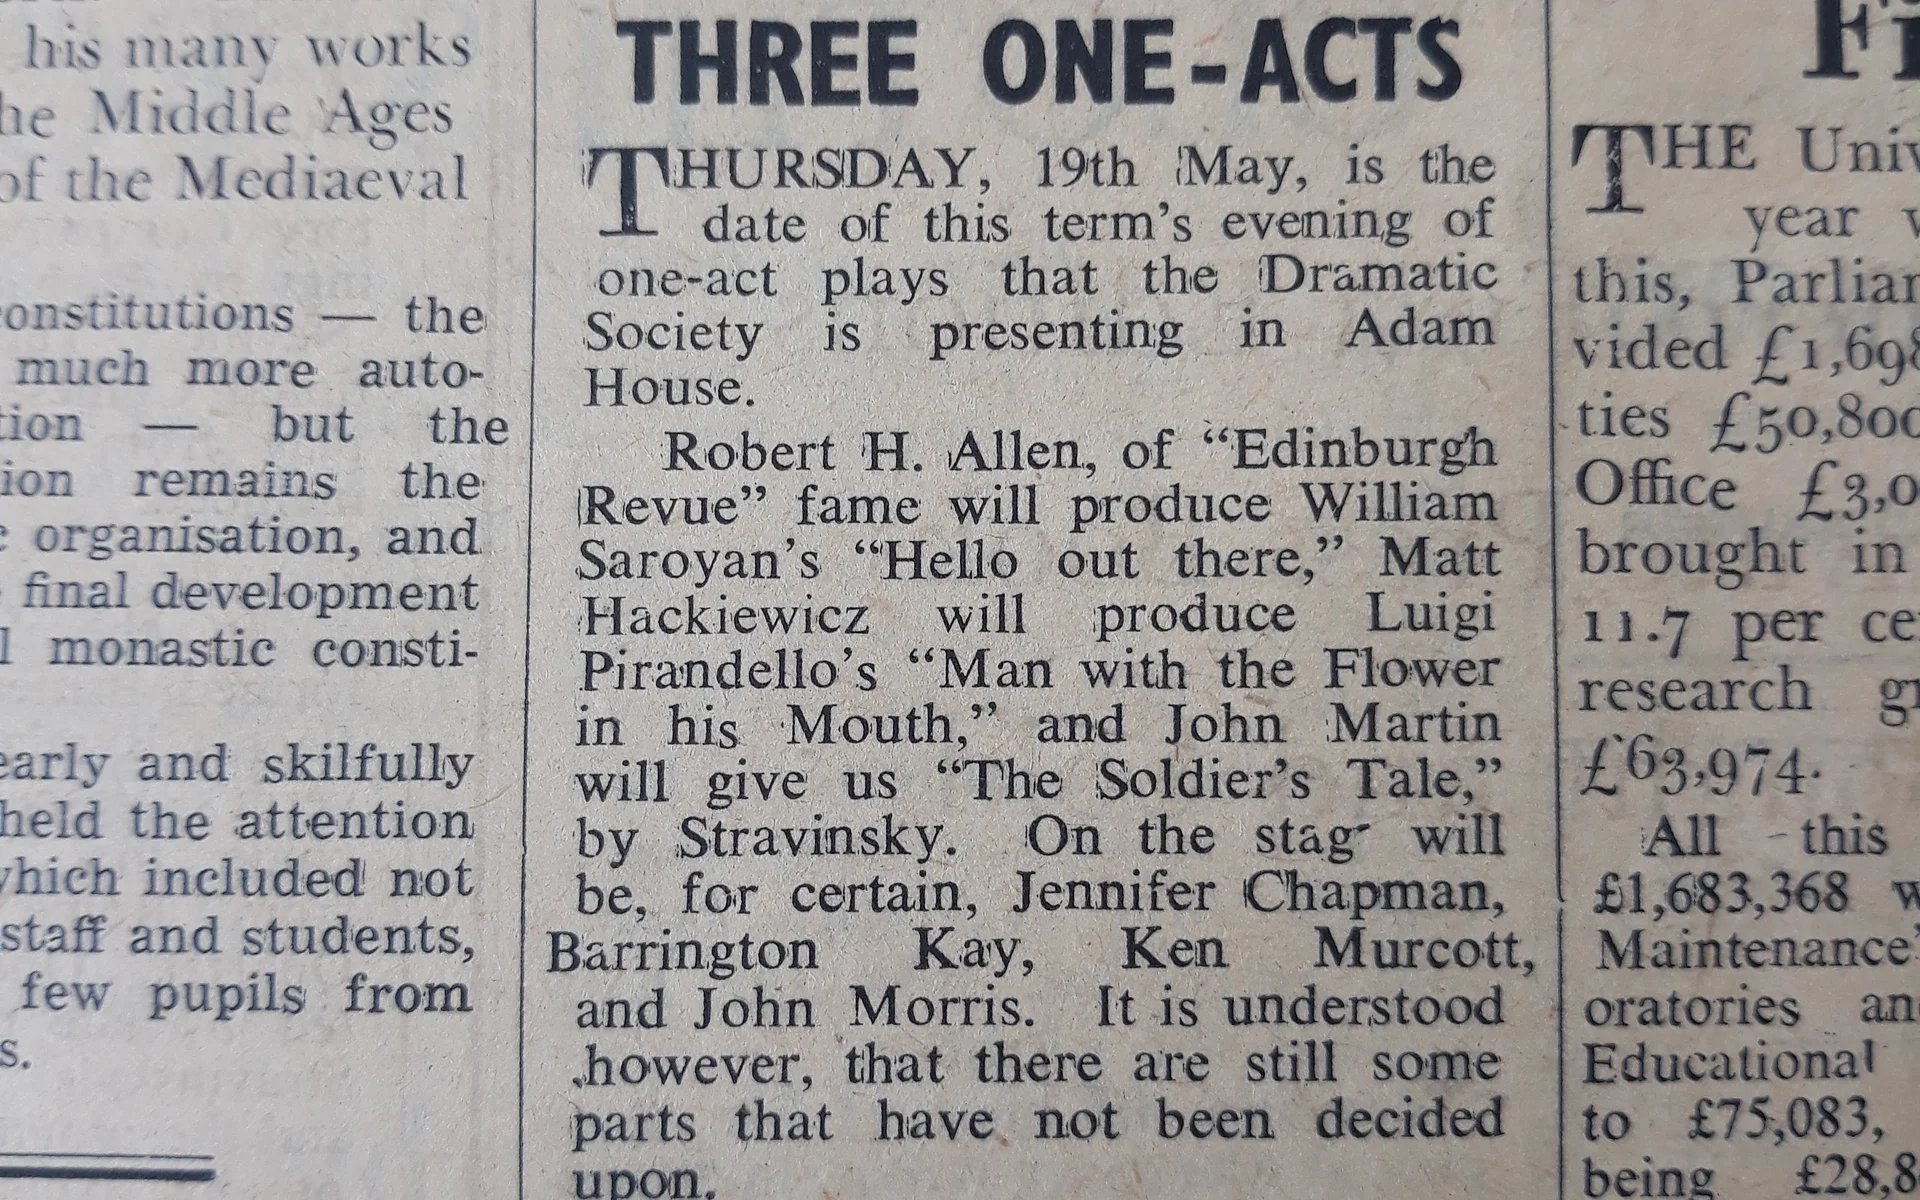 his many works
he Middle Ages
of the Mediaeval
onstitutions — the
much more auto-
tion — but the
ion remains the
c organisation, and
final development
l monastic consti-
early and skilfully
held the attention
which included not
staff and students,
few pupils from
s.
THREE ONE-ACTS
THURSDAY, 19th May, is the
date of this term's evening of
one-act plays that the Dramatic
Society is presenting in Adam
House.
Robert H. Allen, of “Edinburgh
Revue” fame will produce William
Saroyan's “Hello out there,” Matt
Hackiewicz will produce Luigi
Pirandello's “Man with the Flower
in his Mouth,” and John Martin
will give us “The Soldier's Tale,”
by Stravinsky. On the stag will
be, for certain, Jennifer Chapman,
Barrington Kay, Ken Murcott,
and John Morris. It is understood
however, that there are still some
parts that have not been decided
upon.
THE Univ
year
this, Parliam
vided £1,698
ties £50,800
Office £3,0
brought in
11.7 per ce
research gr
£63,974.
All this
£1,683,368 w
Maintenance
oratories an
Educational
to £75,083,
being £28,8